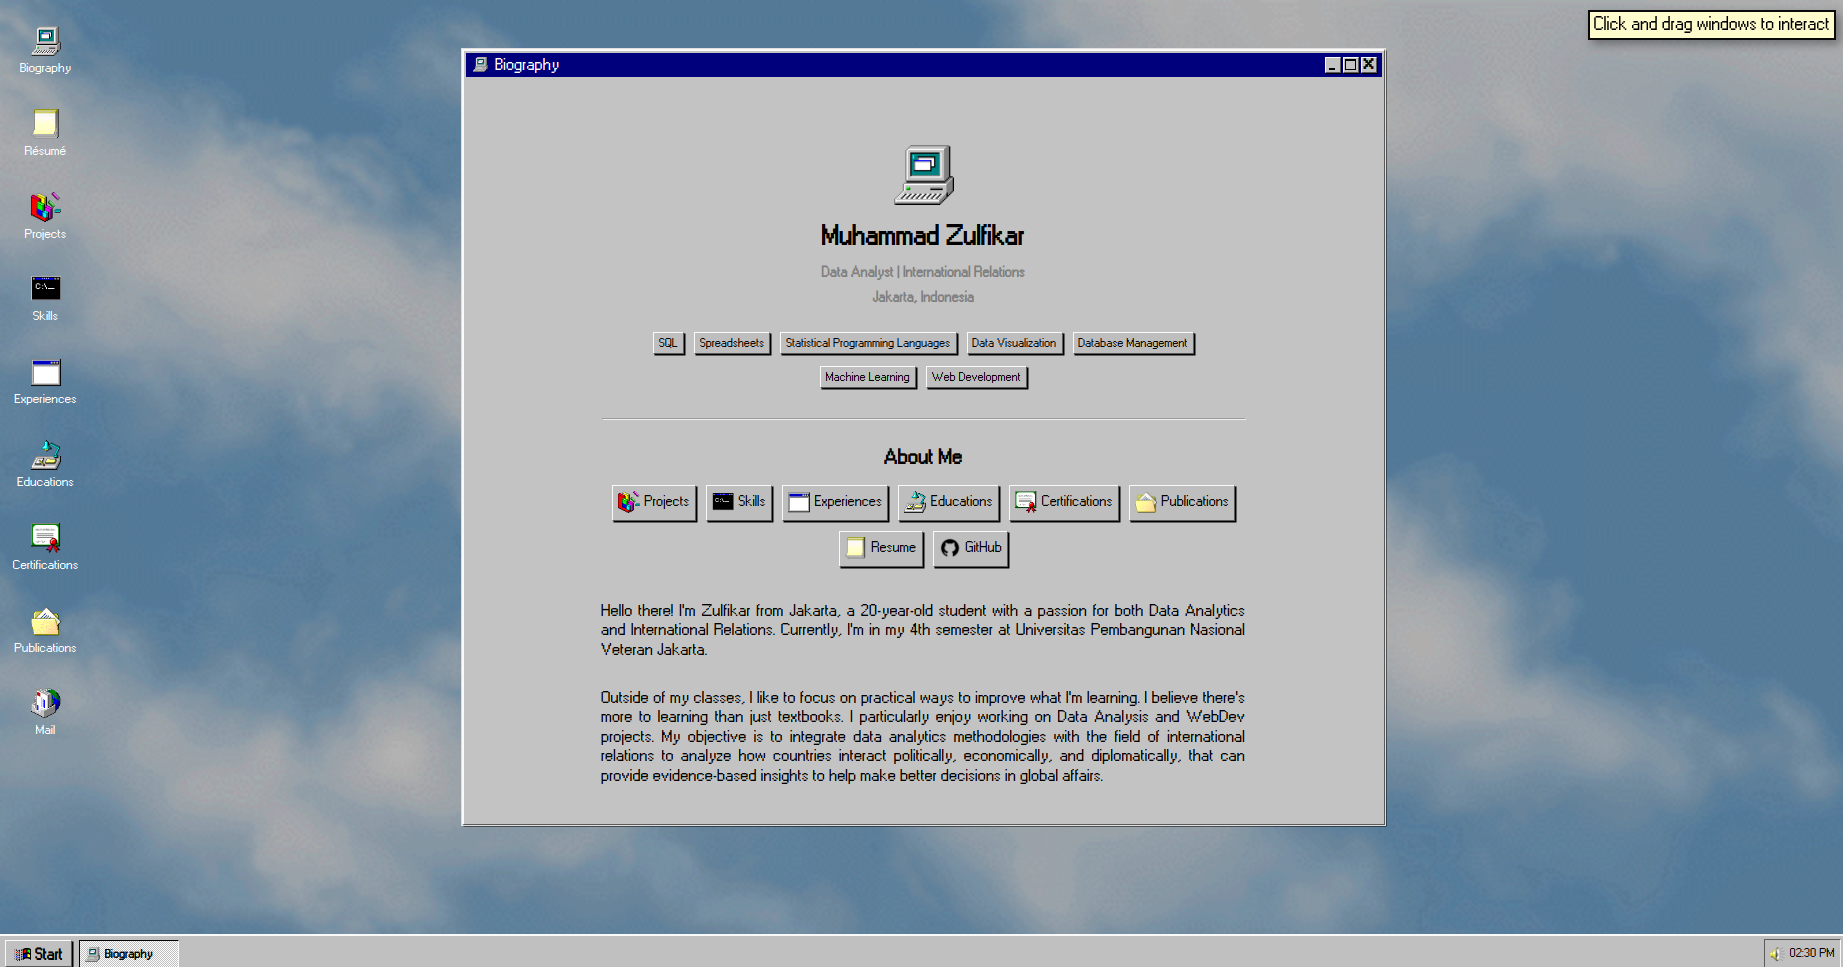 Click and drag windows to interact
Biography
Résumé
Projects
C:\_
Skills
Experiences
Educations
Certifications
Publications
Mail
Biography
Muhammad Zulfikar
Data Analyst | International Relations
Jakarta, Indonesia
SQL Spreadsheets Statistical Programming Languages Data Visualization Database Management
Machine Learning Web Development
About Me
Projects Skills Experiences Educations Certifications Publications
Resume GitHub
Hello there! I'm Zulfikar from Jakarta, a 20-year-old student with a passion for both Data Analytics
and International Relations. Currently, I'm in my 4th semester at Universitas Pembangunan Nasional
Veteran Jakarta.
Outside of my classes, I like to focus on practical ways to improve what I'm learning. I believe there's
more to learning than just textbooks. I particularly enjoy working on Data Analysis and WebDev
projects. My objective is to integrate data analytics methodologies with the field of international
relations to analyze how countries interact politically, economically, and diplomatically, that can
provide evidence-based insights to help make better decisions in global affairs.
Start Biography 02:30 PM